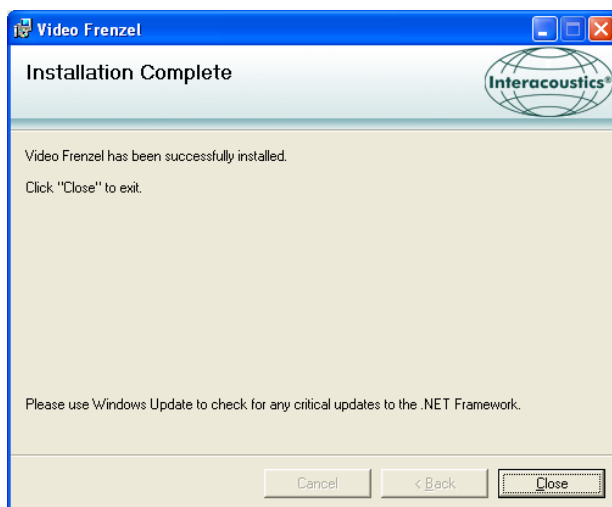 Video Frenzel
Installation Complete
Interacoustics®
Video Frenzel has been successfully installed.
Click "Close" to exit.
Please use Windows Update to check for any critical updates to the .NET Framework.
Cancel
< Back
Close